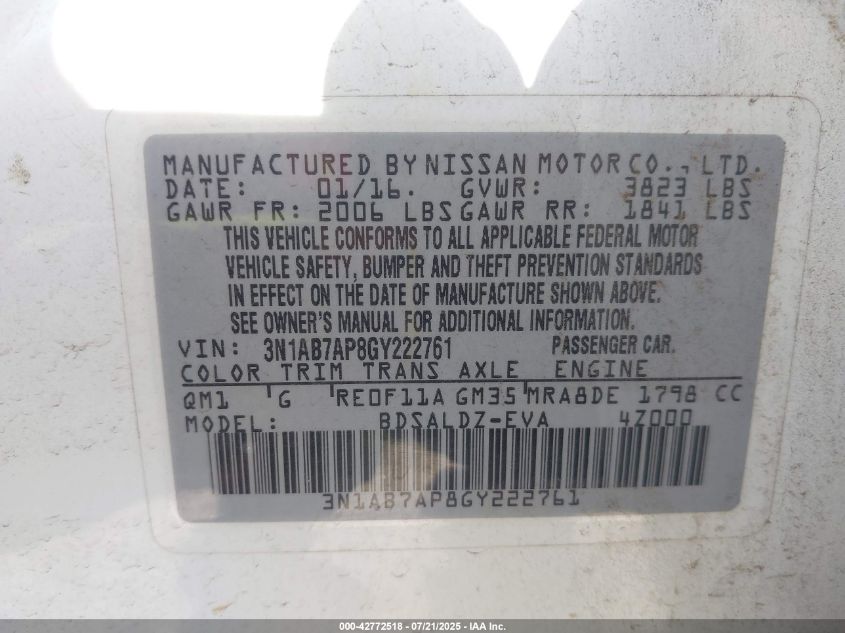 MANUFACTURED BY NISSAN MOTOR CO., LTD.
DATE: 01/16. GVWR: 3823 LBS
GAWR FR: 2006 LBS GAWR RR: 1841 LBS
THIS VEHICLE CONFORMS TO ALL APPLICABLE FEDERAL MOTOR
VEHICLE SAFETY, BUMPER AND THEFT PREVENTION STANDARDS
IN EFFECT ON THE DATE OF MANUFACTURE SHOWN ABOVE.
SEE OWNER'S MANUAL FOR ADDITIONAL INFORMATION.
VIN: 3N1AB7AP8GY222761 PASSENGER CAR.
COLOR TRIM TRANS AXLE ENGINE
QM1 G RE0F11A GM35 MRA8DE 1798 CC
MODEL: BDSALDZ-EVA 4Z000
3N1AB7AP8GY222761
000-42772518 - 07/21/2025 - IAA Inc.